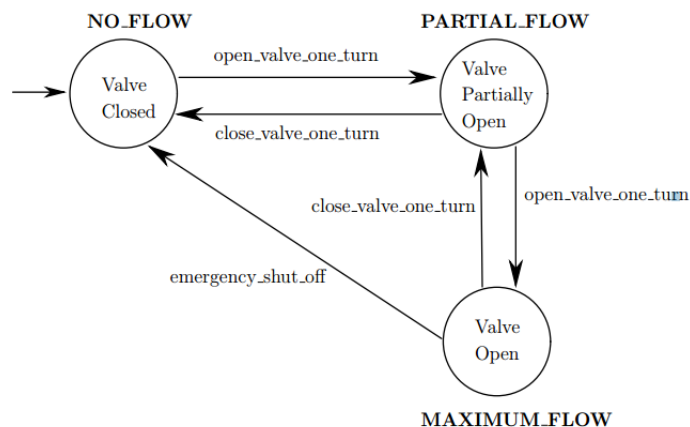 NO_FLOW
PARTIAL_FLOW
open_valve_one_turn
Valve
Closed
Valve
Partially
Open
close_valve_one_turn
close_valve_one_turn
open_valve_one_turn
emergency_shut_off
Valve
Open
MAXIMUM_FLOW